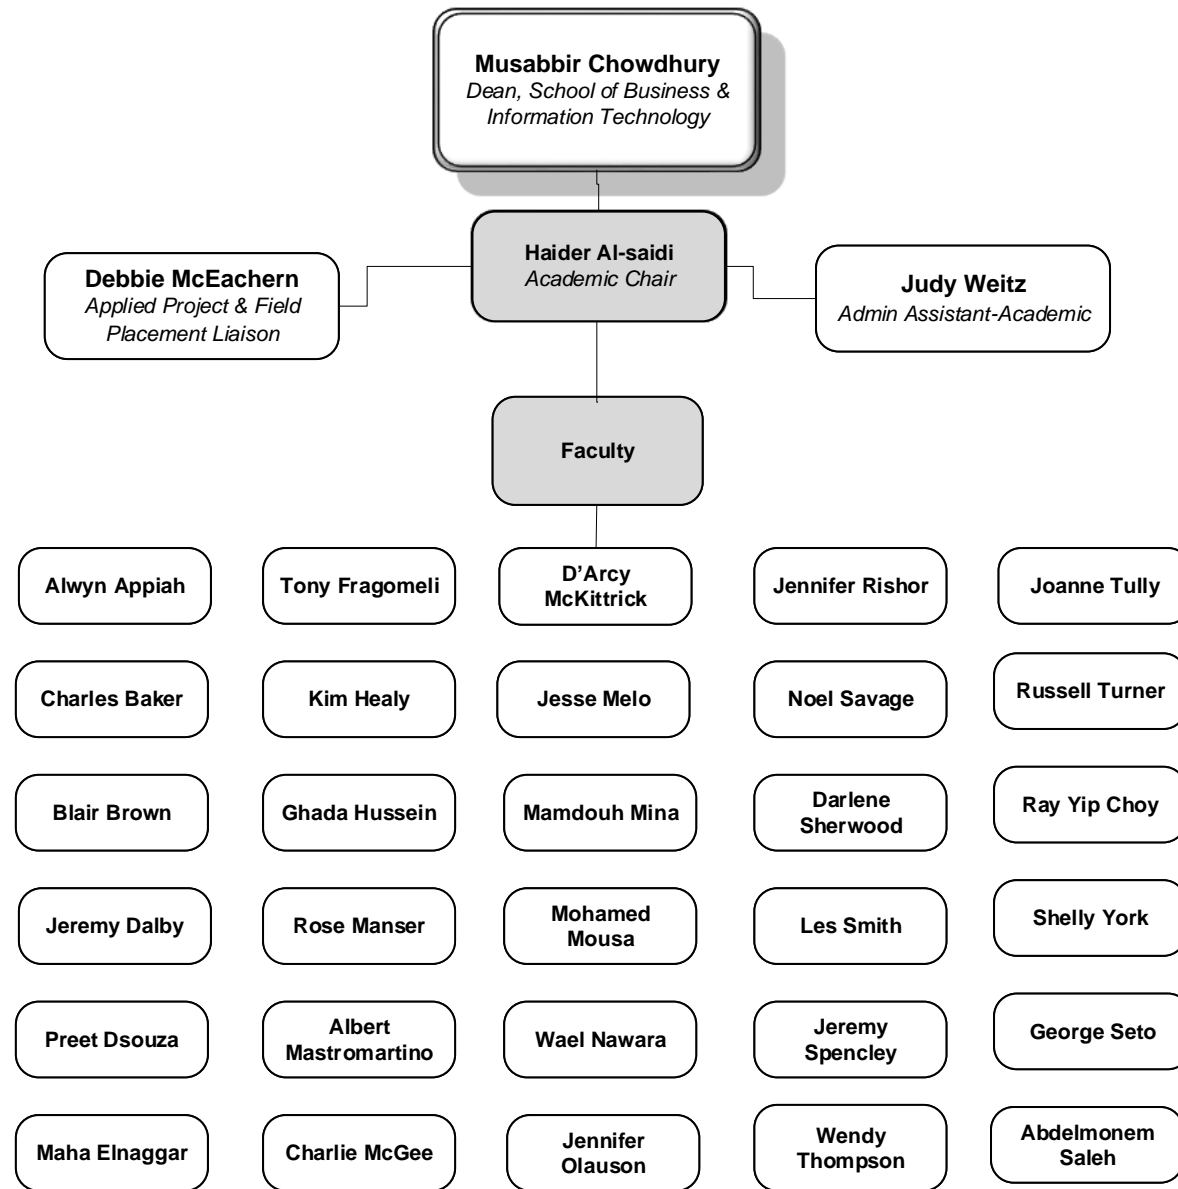 Musabbir Chowdhury
Dean, School of Business &
Information Technology
Haider Al-saidi
Academic Chair
Debbie McEachern
Applied Project & Field
Placement Liaison
Judy Weitz
Admin Assistant-Academic
Faculty
Alwyn Appiah
Tony Fragomeli
D’Arcy
McKittrick
Jennifer Rishor
Joanne Tully
Charles Baker
Kim Healy
Jesse Melo
Noel Savage
Russell Turner
Blair Brown
Ghada Hussein
Mamdouh Mina
Darlene
Sherwood
Ray Yip Choy
Jeremy Dalby
Rose Manser
Mohamed
Mousa
Les Smith
Shelly York
Preet Dsouza
Albert
Mastromartino
Wael Nawara
Jeremy
Spencley
George Seto
Maha Elnaggar
Charlie McGee
Jennifer
Olauson
Wendy
Thompson
Abdelmonem
Saleh